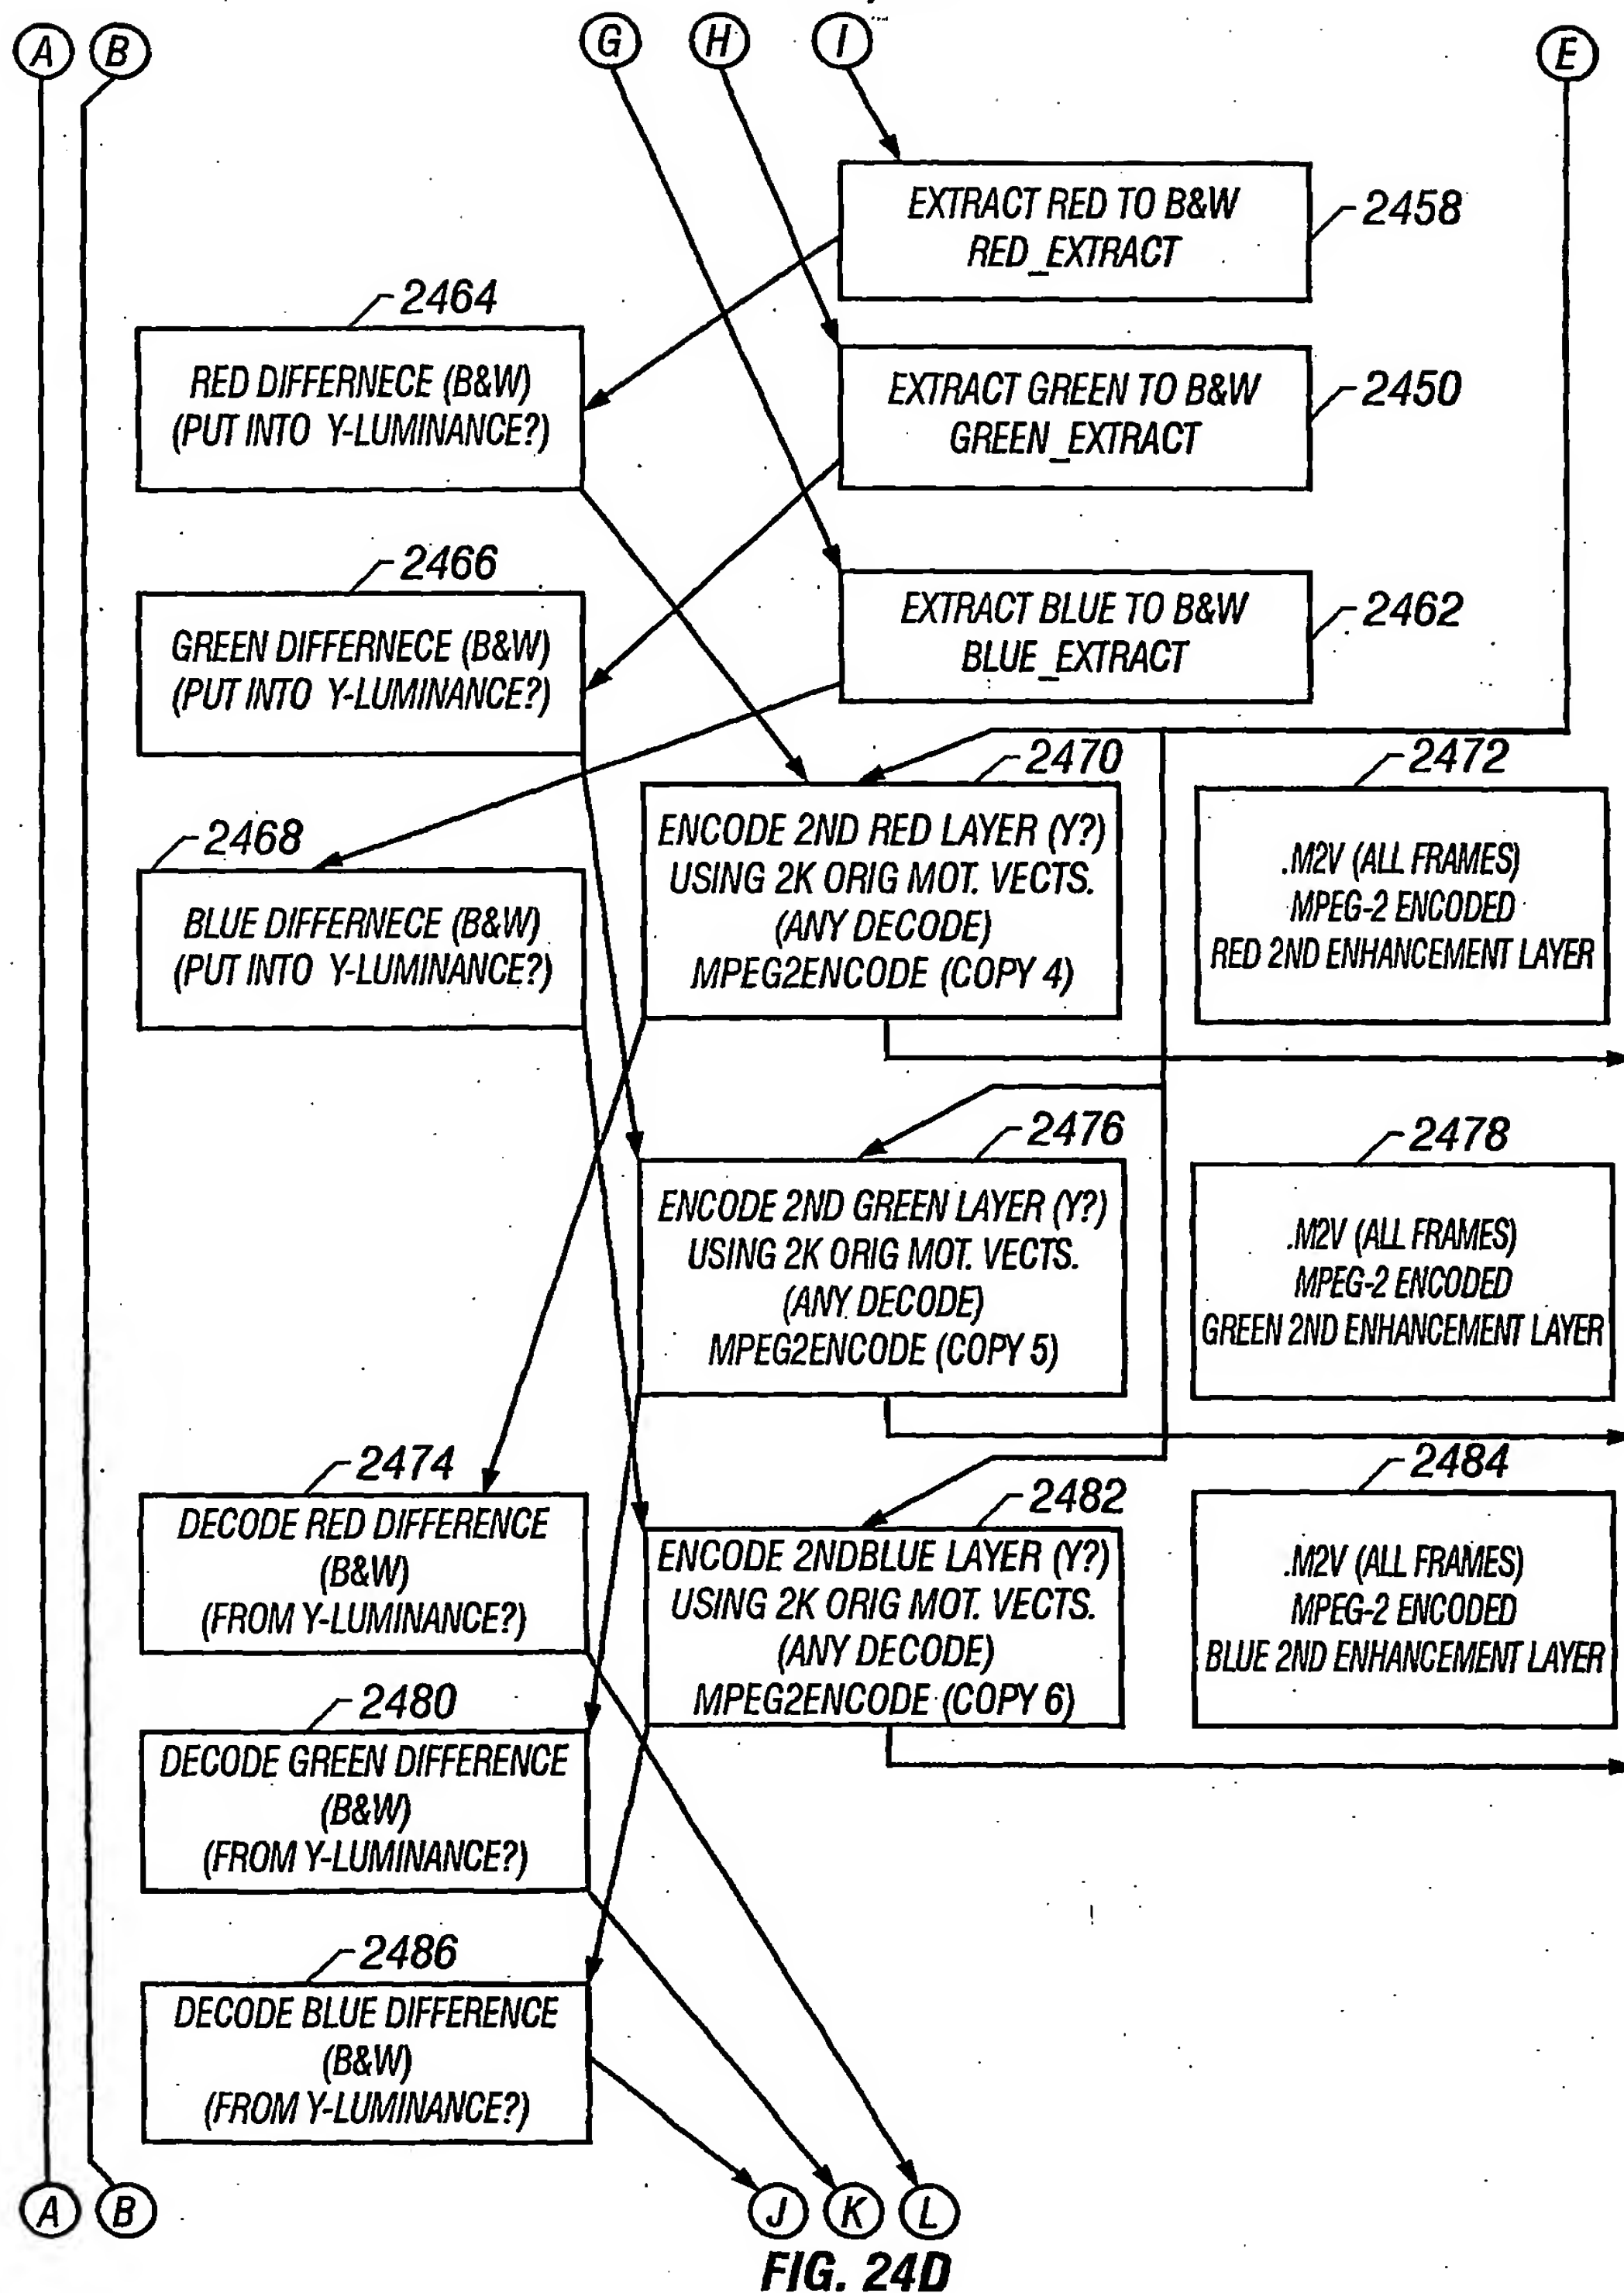 A B G H I E
EXTRACT RED TO B&W
RED_EXTRACT
2458
2464
RED DIFFERNECE (B&W)
(PUT INTO Y-LUMINANCE?)
EXTRACT GREEN TO B&W
GREEN_EXTRACT
2450
2466
GREEN DIFFERNECE (B&W)
(PUT INTO Y-LUMINANCE?)
EXTRACT BLUE TO B&W
BLUE_EXTRACT
2462
2468
BLUE DIFFERNECE (B&W)
(PUT INTO Y-LUMINANCE?)
2470
ENCODE 2ND RED LAYER (Y?)
USING 2K ORIG MOT. VECTS.
(ANY DECODE)
MPEG2ENCODE (COPY 4)
2472
.M2V (ALL FRAMES)
MPEG-2 ENCODED
RED 2ND ENHANCEMENT LAYER
2476
ENCODE 2ND GREEN LAYER (Y?)
USING 2K ORIG MOT. VECTS.
(ANY DECODE)
MPEG2ENCODE (COPY 5)
2478
.M2V (ALL FRAMES)
MPEG-2 ENCODED
GREEN 2ND ENHANCEMENT LAYER
2474
DECODE RED DIFFERENCE
(B&W)
(FROM Y-LUMINANCE?)
2482
ENCODE 2NDBLUE LAYER (Y?)
USING 2K ORIG MOT. VECTS.
(ANY DECODE)
MPEG2ENCODE (COPY 6)
2484
.M2V (ALL FRAMES)
MPEG-2 ENCODED
BLUE 2ND ENHANCEMENT LAYER
2480
DECODE GREEN DIFFERENCE
(B&W)
(FROM Y-LUMINANCE?)
2486
DECODE BLUE DIFFERENCE
(B&W)
(FROM Y-LUMINANCE?)
A B J K L
FIG. 24D